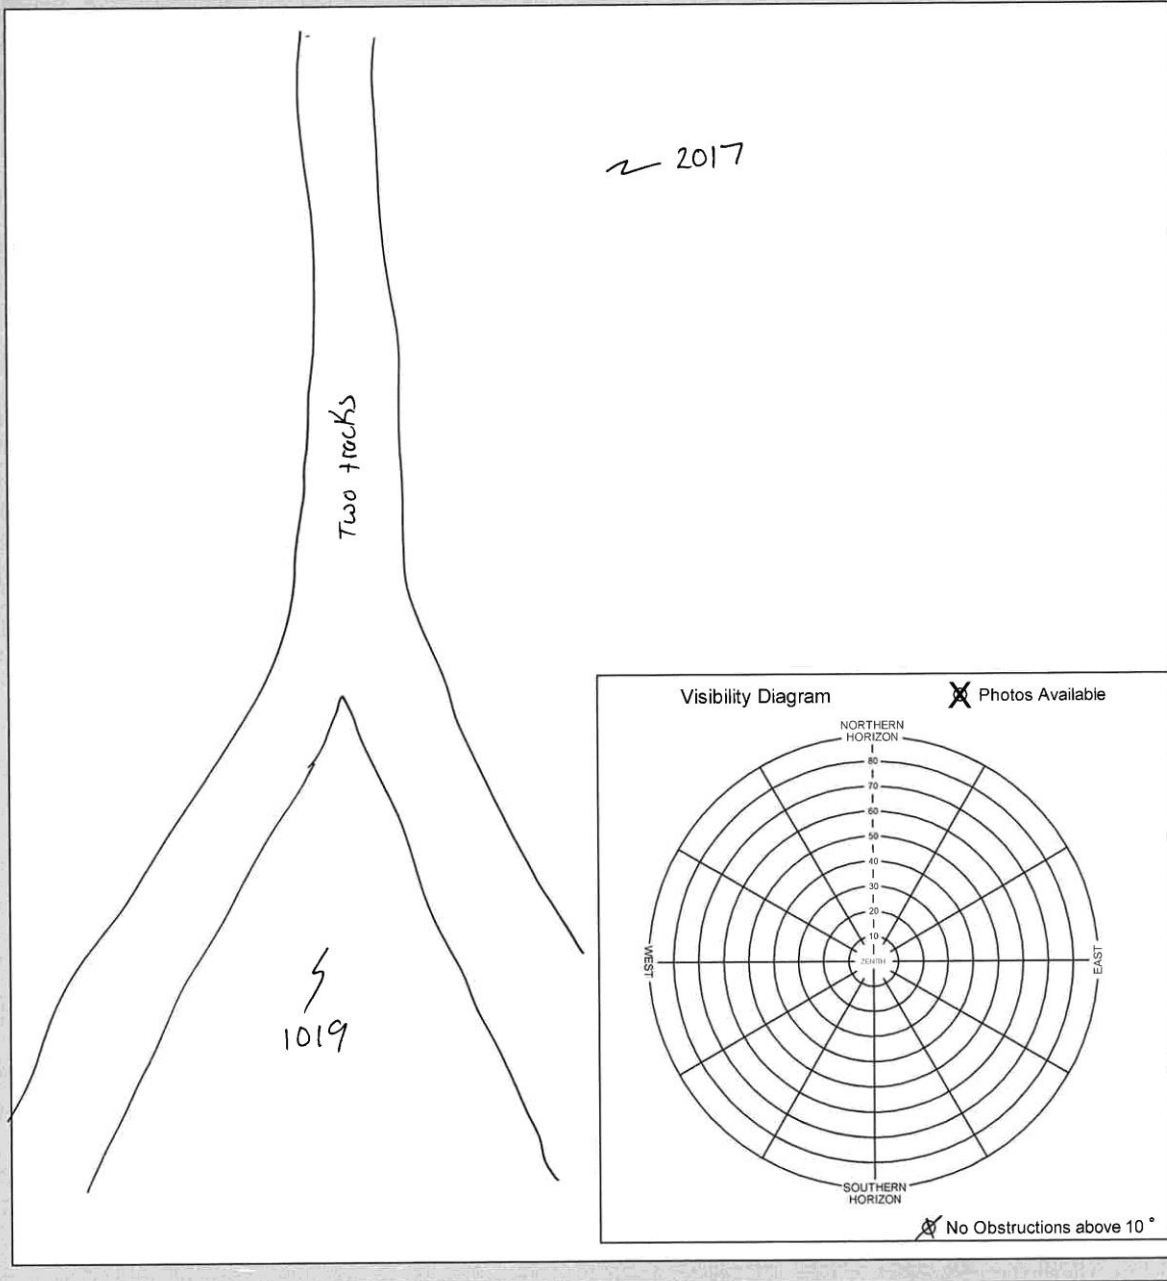 2017
Two tracks
1019
Visibility Diagram
Photos Available
NORTHERN
HORIZON
80
70
60
50
40
30
20
10
ZENITH
WEST
EAST
SOUTHERN
HORIZON
No Obstructions above 10 °